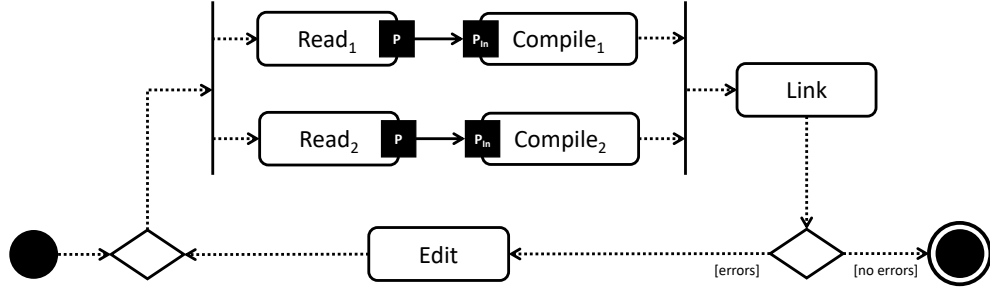 Read1 P PIn Compile1
Link
Read2 P PIn Compile2
Edit
[errors] [no errors]